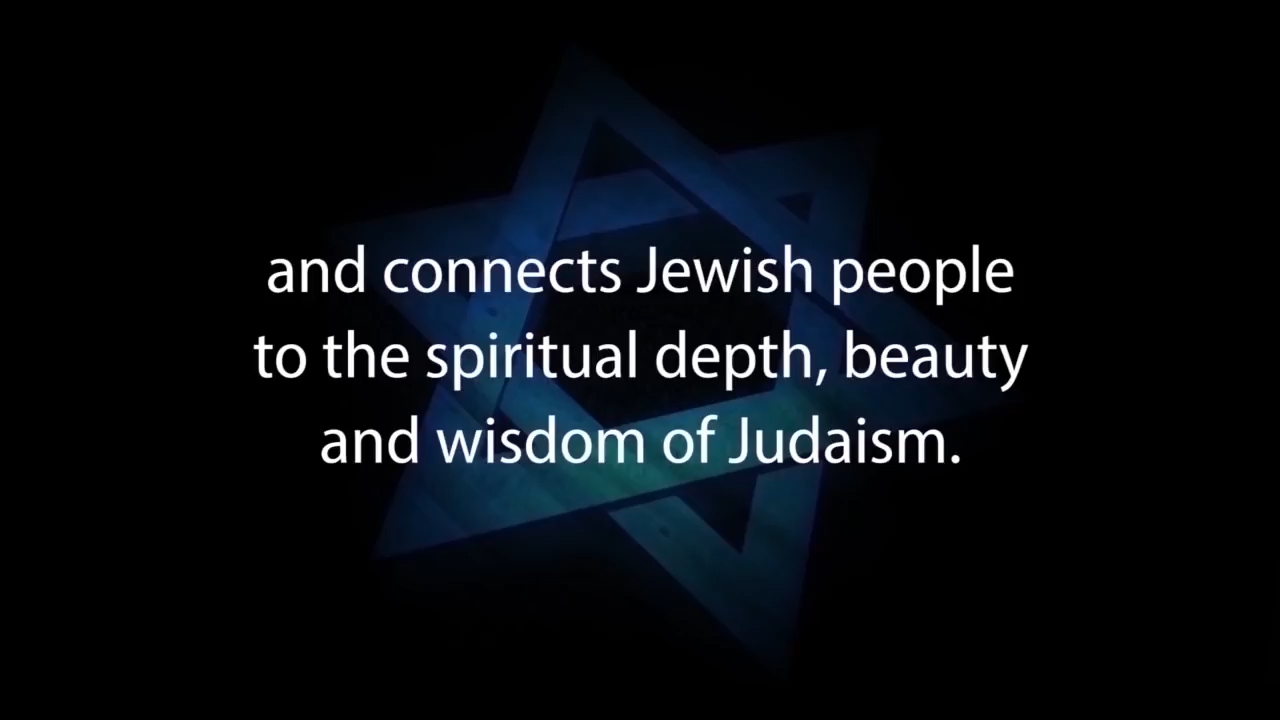 and connects Jewish people
to the spiritual depth, beauty
and wisdom of Judaism.